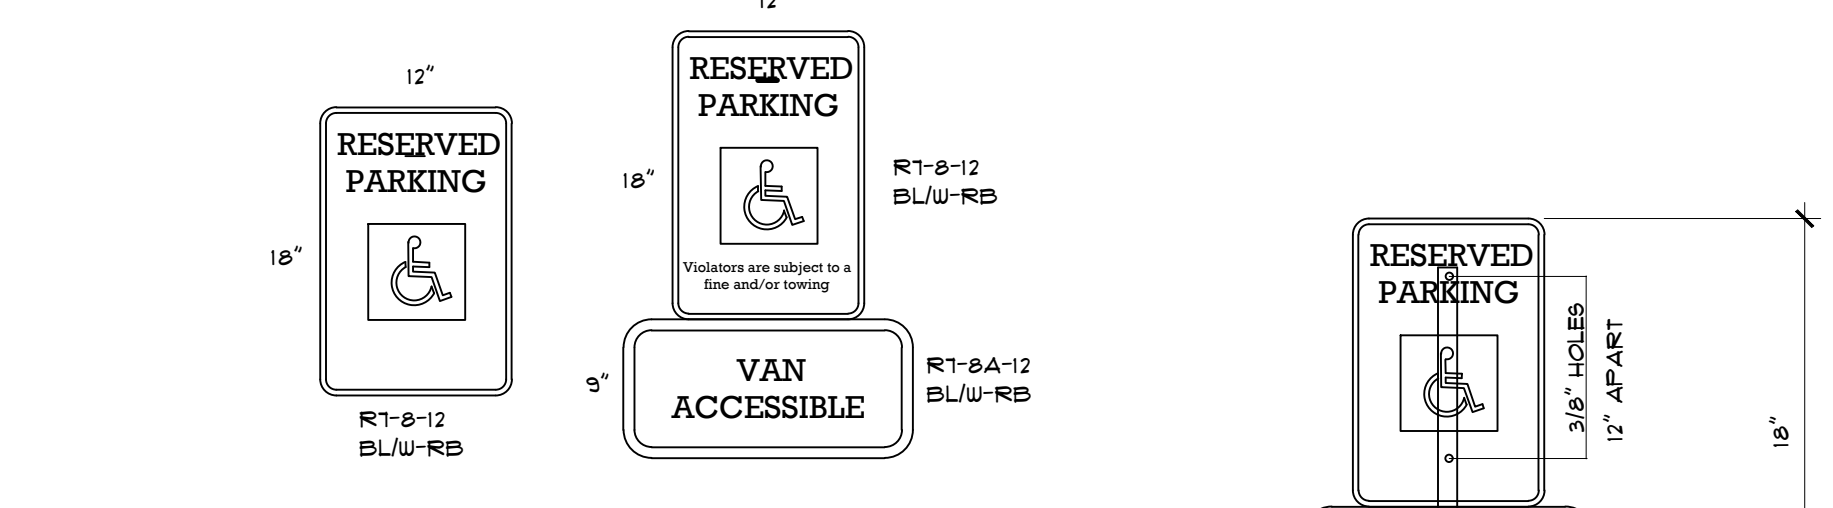 12"
RESERVED
PARKING
18"
R7-8-12
BL/W-RB
12"
RESERVED
PARKING
18"
Violators are subject to a
fine and/or towing
R7-8-12
BL/W-RB
9"
VAN
ACCESSIBLE
R7-8A-12
BL/W-RB
RESERVED
PARKING
3/8" HOLES
12" APART
18"